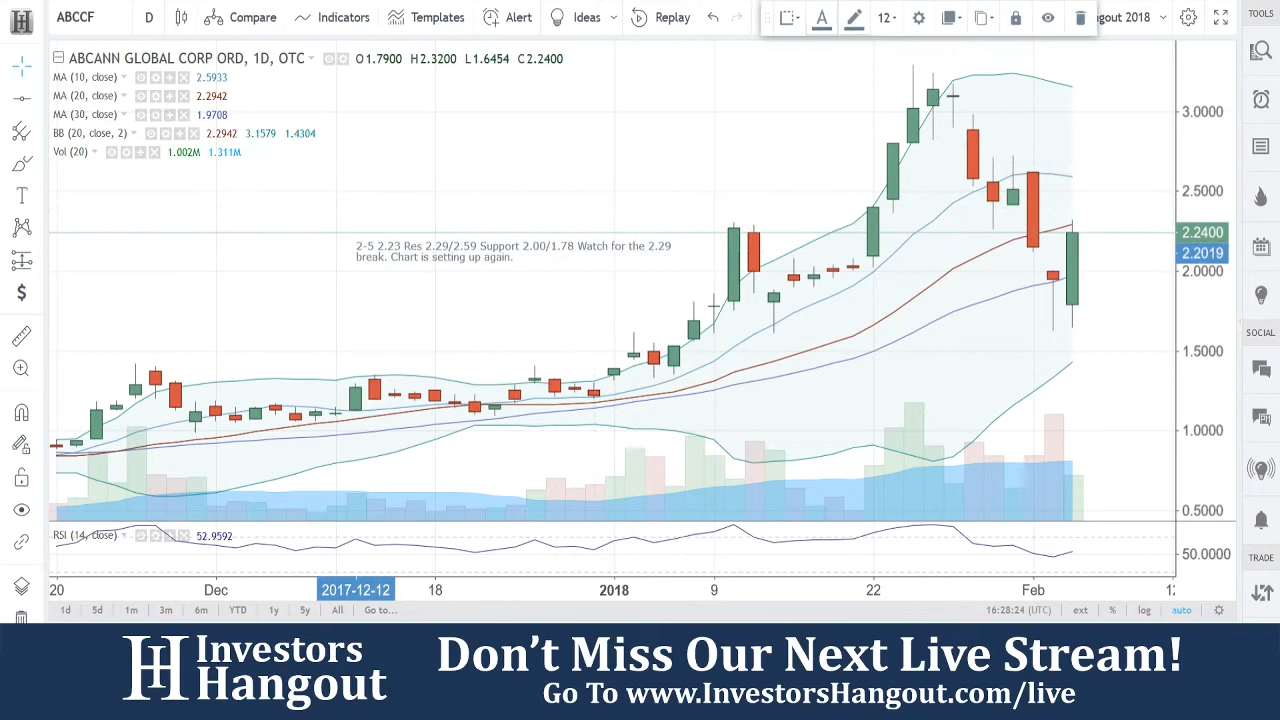 ABCCF
D
Compare
Indicators
Templates
Alert
Ideas
Replay
12
gout 2018
TOOLS
ABCANN GLOBAL CORP ORD, 1D, OTC
O1.7900 H2.3200 L1.6454 C2.2400
MA (10, close) 2.5933
MA (20, close) 2.2942
MA (30, close) 1.9708
BB (20, close, 2) 2.2942 3.1579 1.4304
Vol (20) 1.002M 1.311M
3.0000
2.5000
2.2400
2.2019
2.0000
1.5000
1.0000
0.5000
2-5 2.23 Res 2.29/2.59 Support 2.00/1.78 Watch for the 2.29
break. Chart is setting up again.
SOCIAL
TRADE
RSI (14, close) 52.9592
50.0000
20 Dec 2017-12-12 18 2018 9 22 Feb 1
1d 5d 1m 3m 6m YTD 1y 5y All Go to... 16:28:24 (UTC) ext % log auto
H Investors
Hangout
Don't Miss Our Next Live Stream!
Go To www.InvestorsHangout.com/live